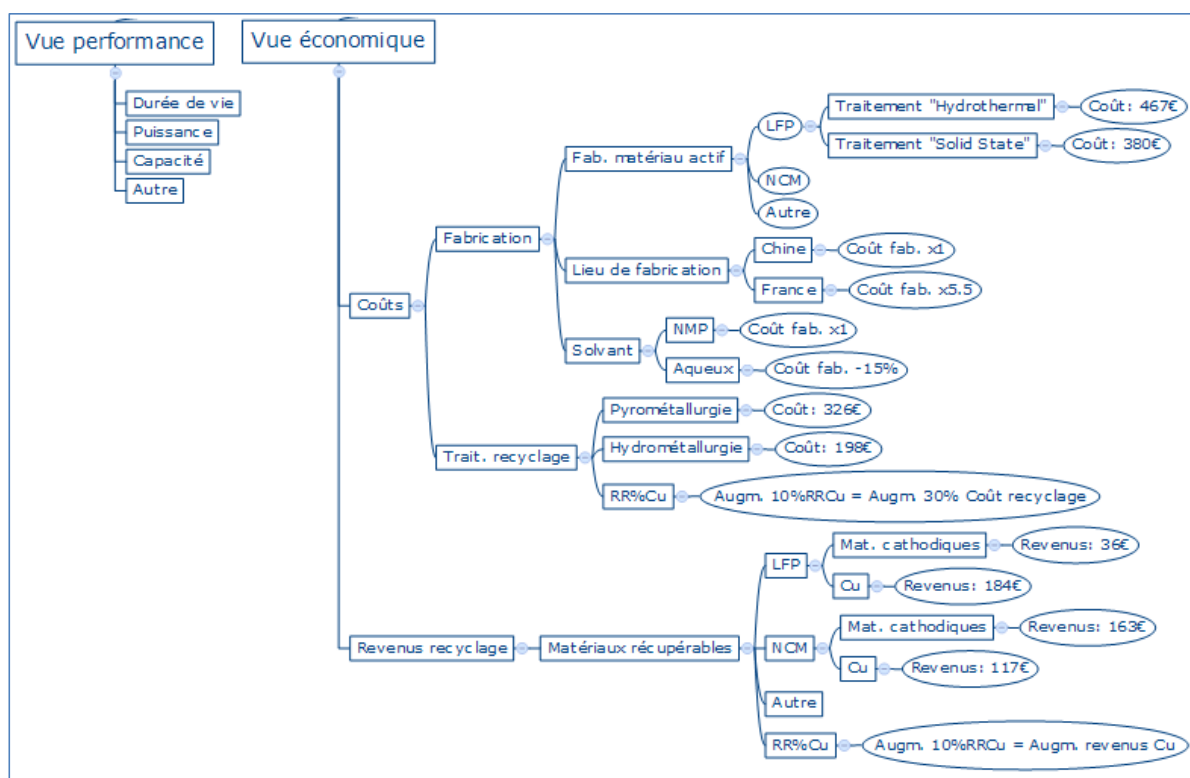 Vue performance
Durée de vie
Puissance
Capacité
Autre
Vue économique
Coûts
Fabrication
Fab. matériau actif
LFP
Traitement "Hydrothermal"
Coût: 467€
Traitement "Solid State"
Coût: 380€
NCM
Autre
Lieu de fabrication
Chine
Coût fab. x1
France
Coût fab. x5.5
Solvant
NMP
Coût fab. x1
Aqueux
Coût fab. -15%
Trait. recyclage
Pyrométallurgie
Coût: 326€
Hydrométallurgie
Coût: 198€
RR%Cu
Augm. 10%RRCu = Augm. 30% Coût recyclage
Revenus recyclage
Matériaux récupérables
LFP
Mat. cathodiques
Revenus: 36€
Cu
Revenus: 184€
NCM
Mat. cathodiques
Revenus: 163€
Cu
Revenus: 117€
Autre
RR%Cu
Augm. 10%RRCu = Augm. revenus Cu